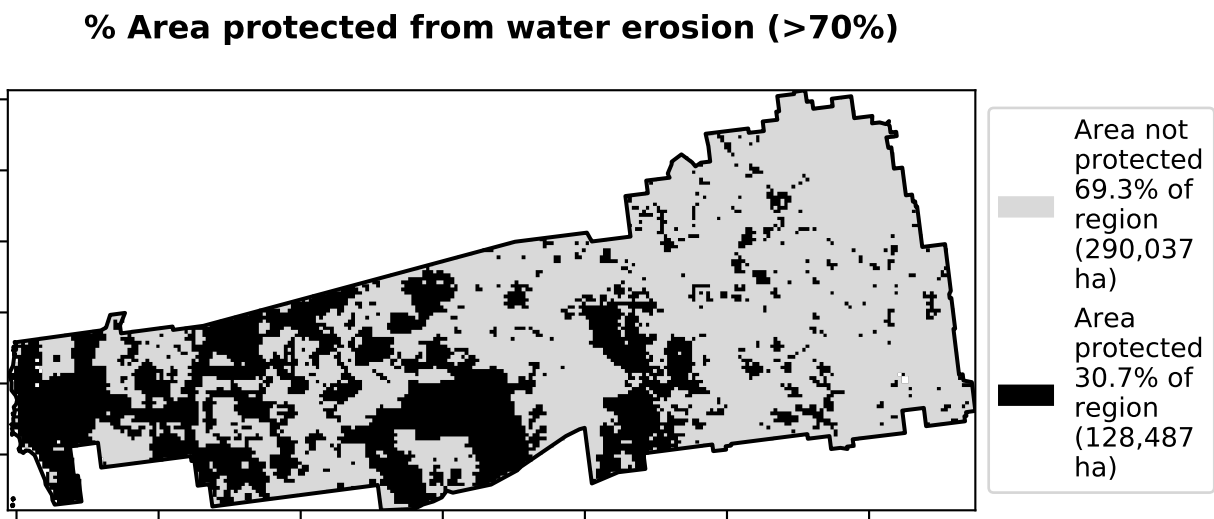 % Area protected from water erosion (>70%)
Area not
protected
69.3% of
region
(290,037
ha)
Area
protected
30.7% of
region
(128,487
ha)